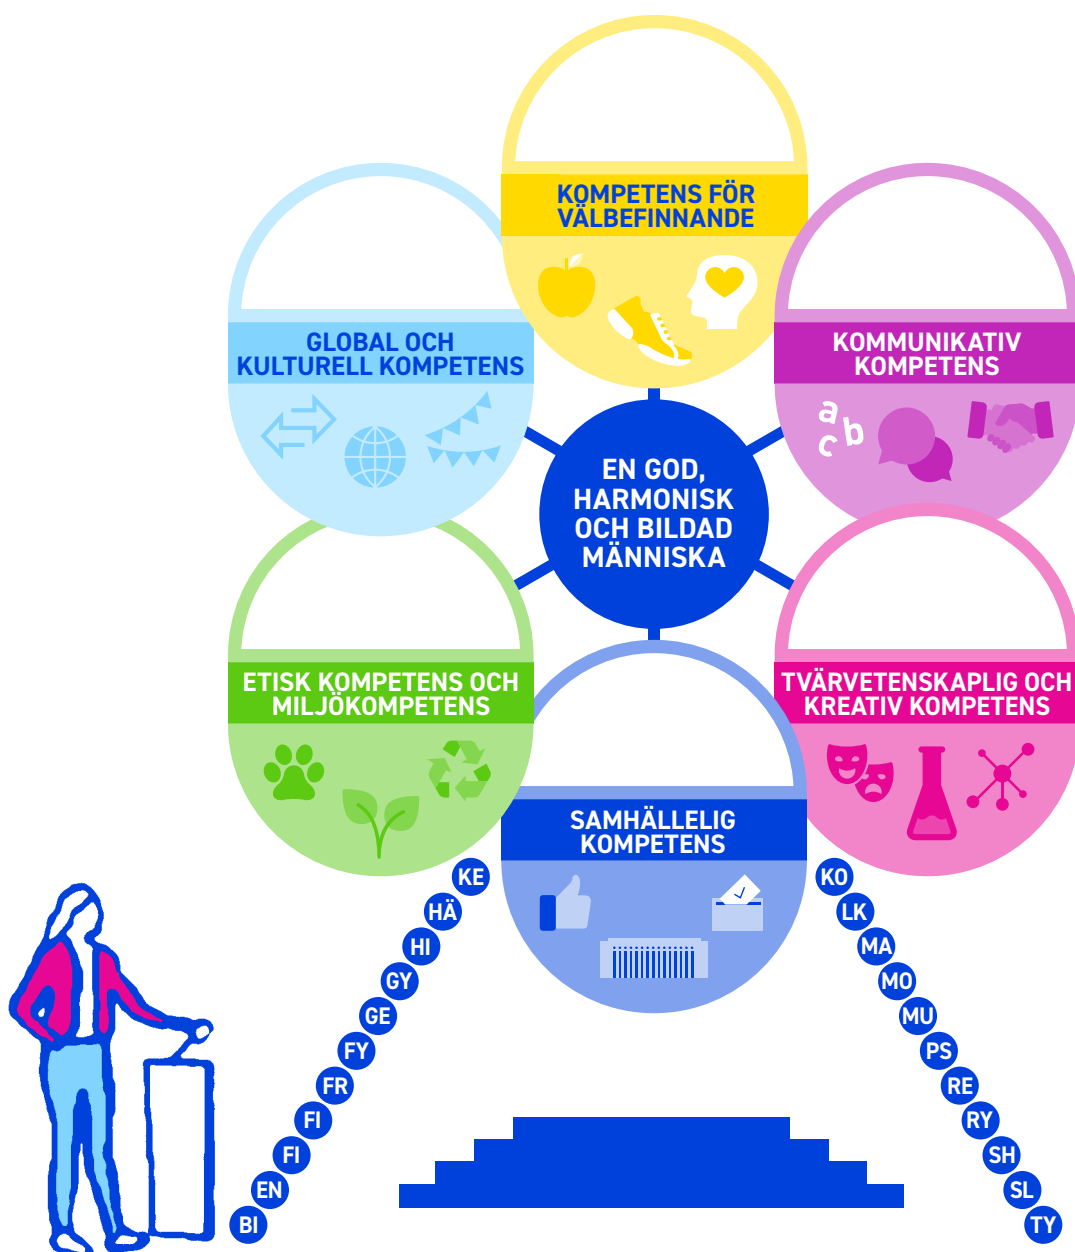 KOMPETENS FÖR
VÄLBEFINNANDE
GLOBAL OCH
KULTURELL KOMPETENS
KOMMUNIKATIV
KOMPETENS
a
b
c
EN GOD,
HARMONISK
OCH BILDAD
MÄNNISKA
ETISK KOMPETENS OCH
MILJÖKOMPETENS
TVÄRVETENSKAPLIG OCH
KREATIV KOMPETENS
SAMHÄLLELIG
KOMPETENS
KE
HÄ
HI
GY
GE
FY
FR
FI
FI
EN
BI
KO
LK
MA
MO
MU
PS
RE
RY
SH
SL
TY